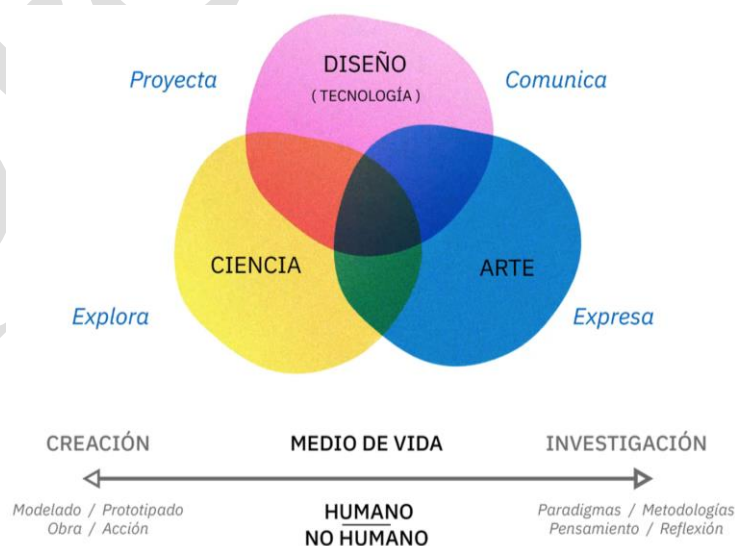 DISEÑO
( TECNOLOGÍA )
Proyecta
Comunica
CIENCIA
ARTE
Explora
Expresa
CREACIÓN
MEDIO DE VIDA
INVESTIGACIÓN
Modelado / Prototipado
Obra / Acción
HUMANO
NO HUMANO
Paradigmas / Metodologías
Pensamiento / Reflexión